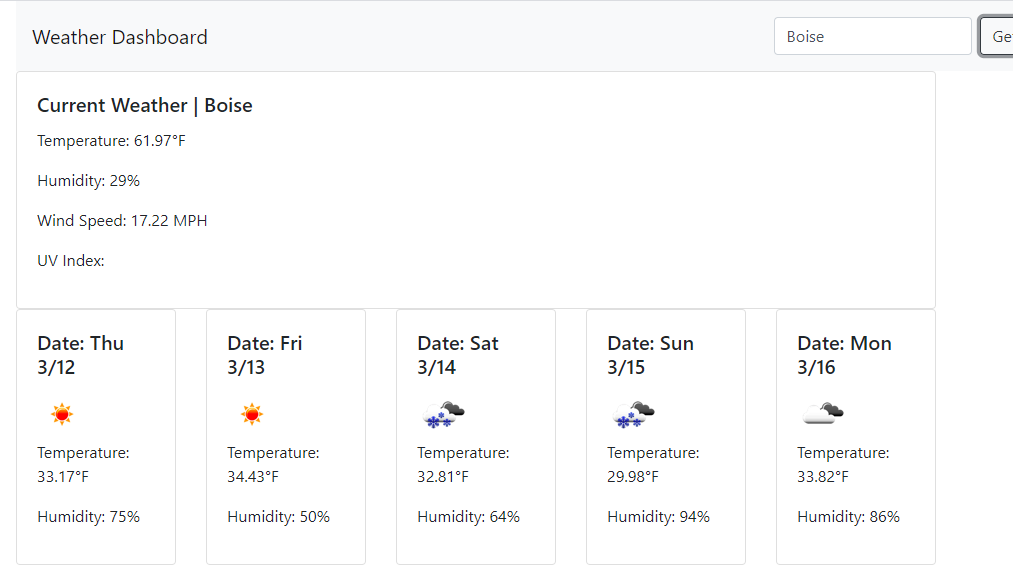 Weather Dashboard
Boise
Ge
Current Weather | Boise
Temperature: 61.97°F
Humidity: 29%
Wind Speed: 17.22 MPH
UV Index:
Date: Thu
3/12
Temperature:
33.17°F
Humidity: 75%
Date: Fri
3/13
Temperature:
34.43°F
Humidity: 50%
Date: Sat
3/14
Temperature:
32.81°F
Humidity: 64%
Date: Sun
3/15
Temperature:
29.98°F
Humidity: 94%
Date: Mon
3/16
Temperature:
33.82°F
Humidity: 86%